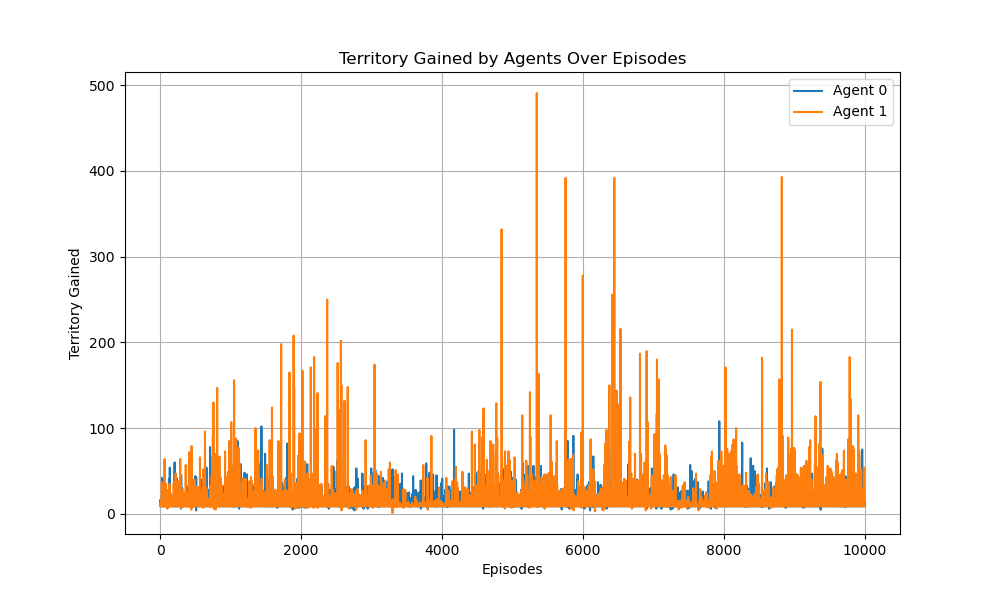 Territory Gained by Agents Over Episodes
Agent 0
Agent 1
500
400
300
200
100
0
Territory Gained
0 2000 4000 6000 8000 10000
Episodes